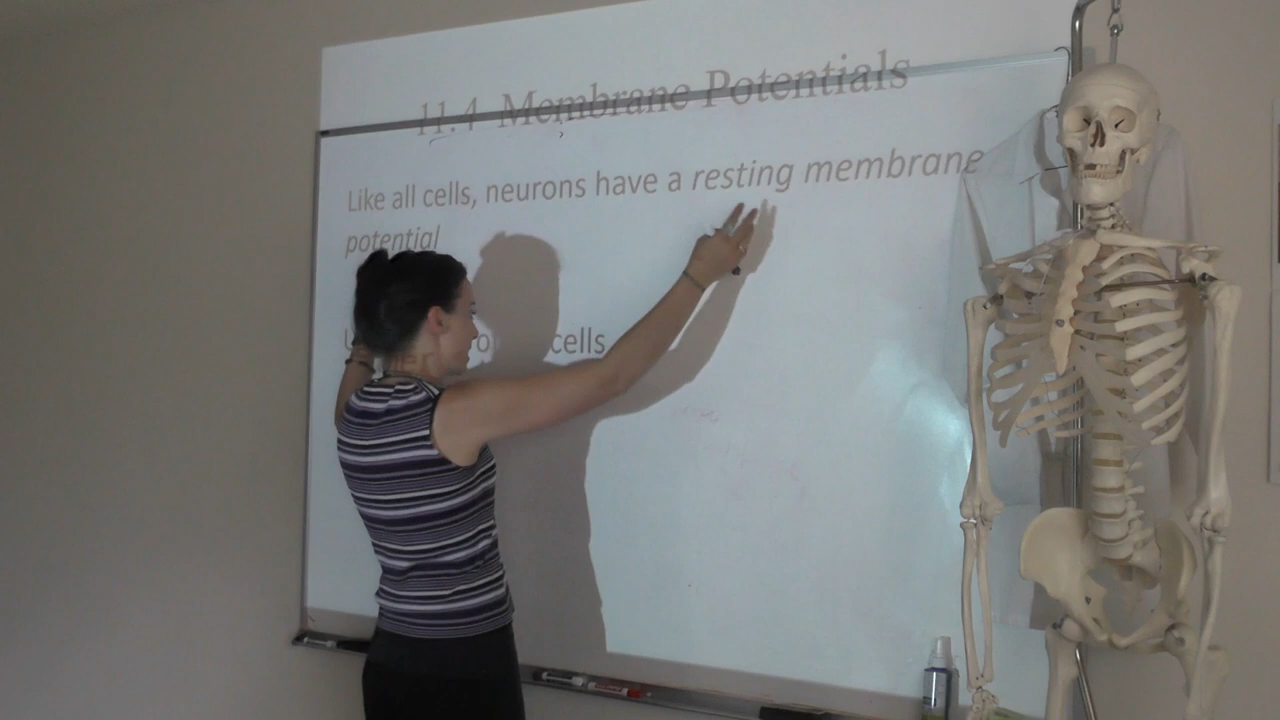 11.4 Membrane Potentials
Like all cells, neurons have a resting membrane
potential
cells